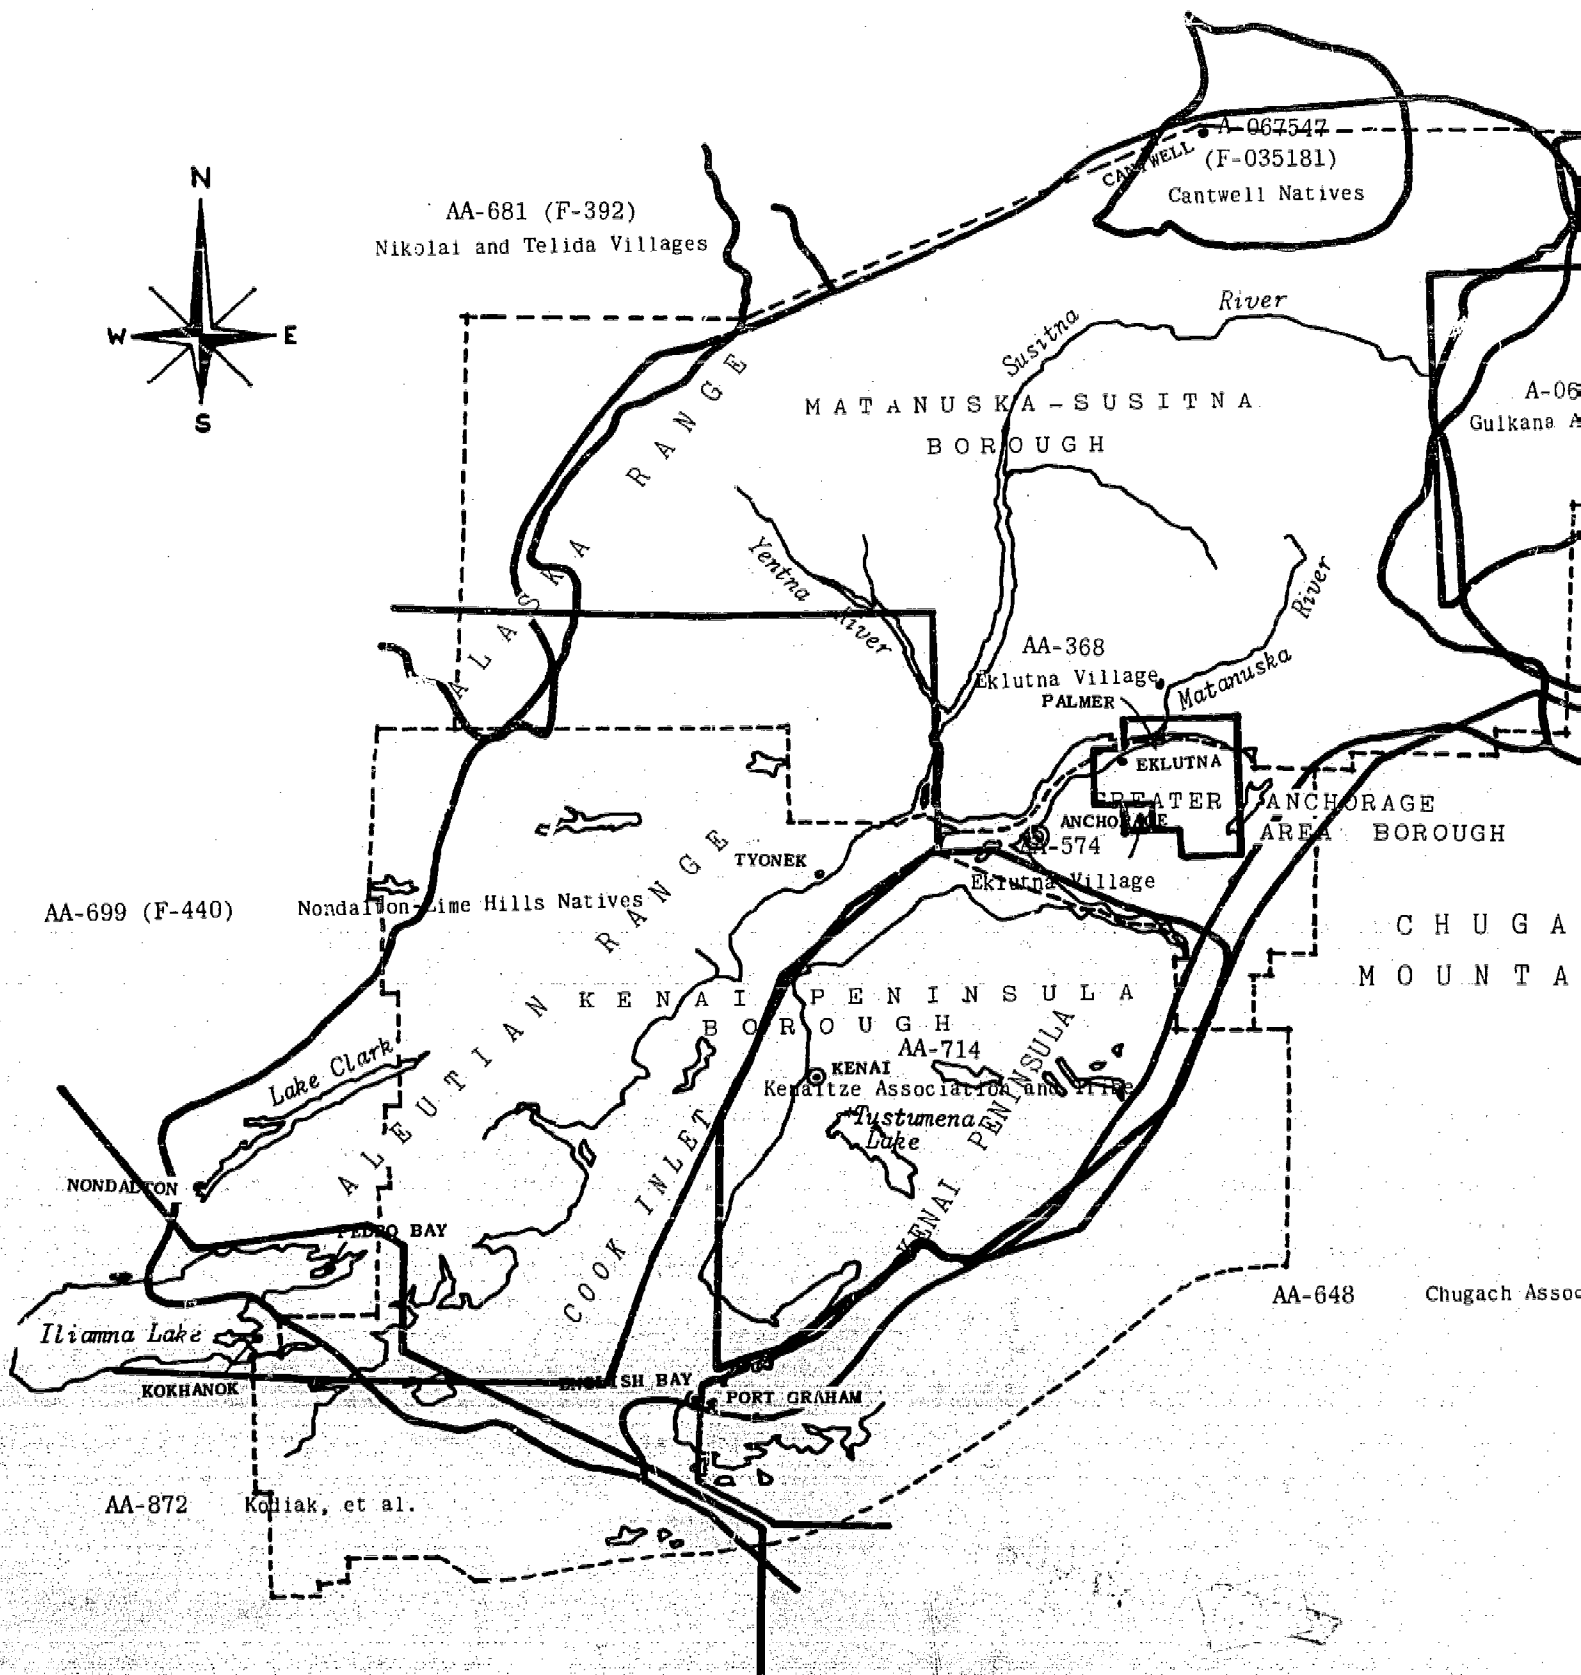 A-067547
(F-035181)
CANTWELL
Cantwell Natives
N
W
E
S
AA-681 (F-392)
Nikolai and Telida Villages
Susitna River
MATANUSKA-SUSITNA
BOROUGH
A-06
Gulkana A
ALASKA RANGE
Yentna River
Matanuska River
AA-368
Eklutna Village
PALMER
EKLUTNA
GREATER ANCHORAGE
AREA BOROUGH
ANCHORAGE
AA-574
Eklutna Village
TYONEK
AA-699 (F-440)
Nondalton-Lime Hills Natives
CHUGA
MOUNTA
ALEUTIAN RANGE
KENAI PENINSULA
BOROUGH
AA-714
KENAI
Kenaitze Association and Tribe
Tustumena
Lake
KENAI PENINSULA
Lake Clark
COOK INLET
NONDALTON
PEDRO BAY
Iliamna Lake
KOKHANOK
ENGLISH BAY
PORT GRAHAM
AA-648
Chugach Assoc
AA-872
Kodiak, et al.